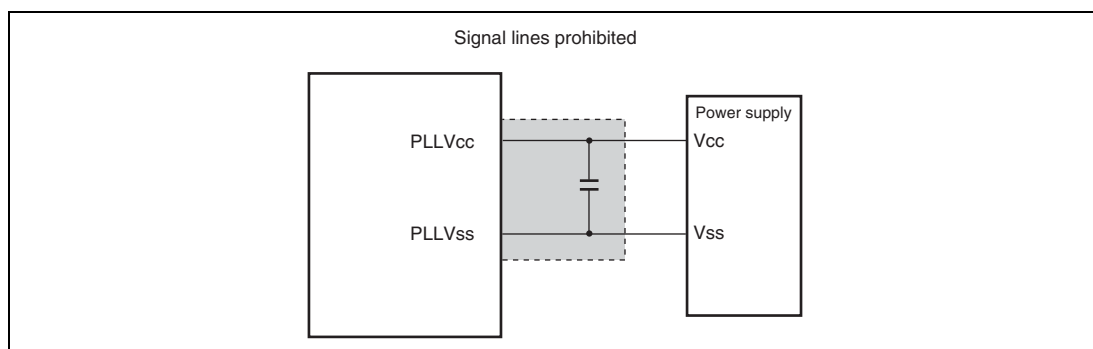 Signal lines prohibited
Power supply
PLLVcc
Vcc
PLLVss
Vss